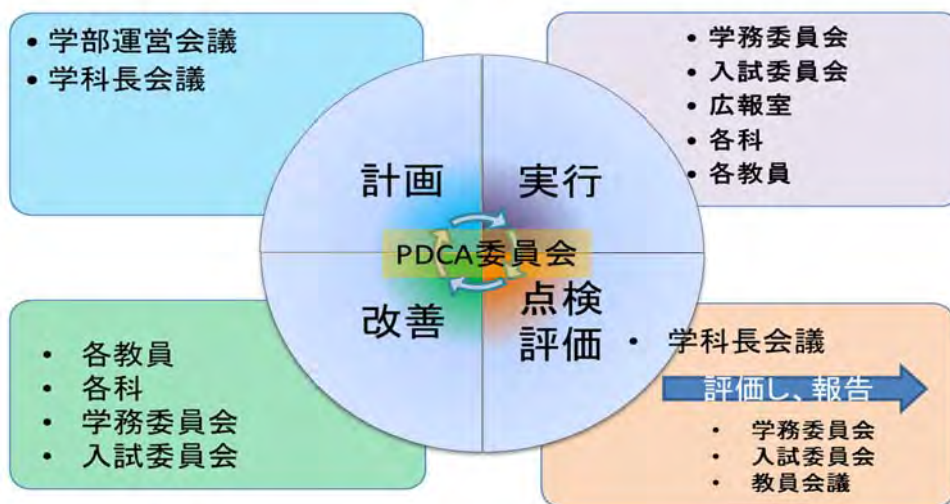 • 学部運営会議
• 学科長会議
• 学務委員会
• 入試委員会
• 広報室
• 各科
• 各教員
計画
実行
PDCA委員会
改善
点検
評価
• 各教員
• 各科
• 学務委員会
• 入試委員会
• 学科長会議
評価し、報告
• 学務委員会
• 入試委員会
• 教員会議